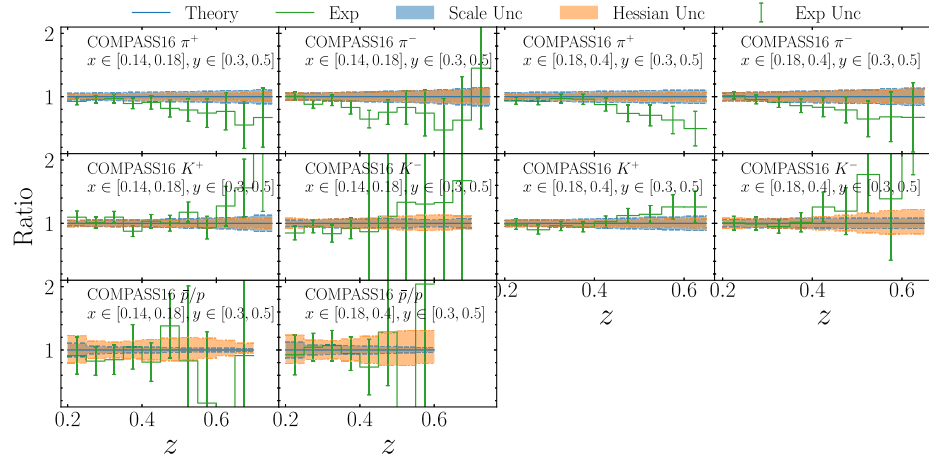 Theory Exp Scale Unc Hessian Unc Exp Unc
COMPASS16 π⁺
x ∈ [0.14, 0.18], y ∈ [0.3, 0.5]
COMPASS16 π⁻
x ∈ [0.14, 0.18], y ∈ [0.3, 0.5]
COMPASS16 π⁺
x ∈ [0.18, 0.4], y ∈ [0.3, 0.5]
COMPASS16 π⁻
x ∈ [0.18, 0.4], y ∈ [0.3, 0.5]
2
1
COMPASS16 K⁺
x ∈ [0.14, 0.18], y ∈ [0.3, 0.5]
COMPASS16 K⁻
x ∈ [0.14, 0.18], y ∈ [0.3, 0.5]
COMPASS16 K⁺
x ∈ [0.18, 0.4], y ∈ [0.3, 0.5]
COMPASS16 K⁻
x ∈ [0.18, 0.4], y ∈ [0.3, 0.5]
2
1
Ratio
COMPASS16 p̄/p
x ∈ [0.14, 0.18], y ∈ [0.3, 0.5]
COMPASS16 p̄/p
x ∈ [0.18, 0.4], y ∈ [0.3, 0.5]
2
1
0.4 0.6 0.2 0.4 0.6
z z
0.2 0.4 0.6 0.2 0.4 0.6
z z